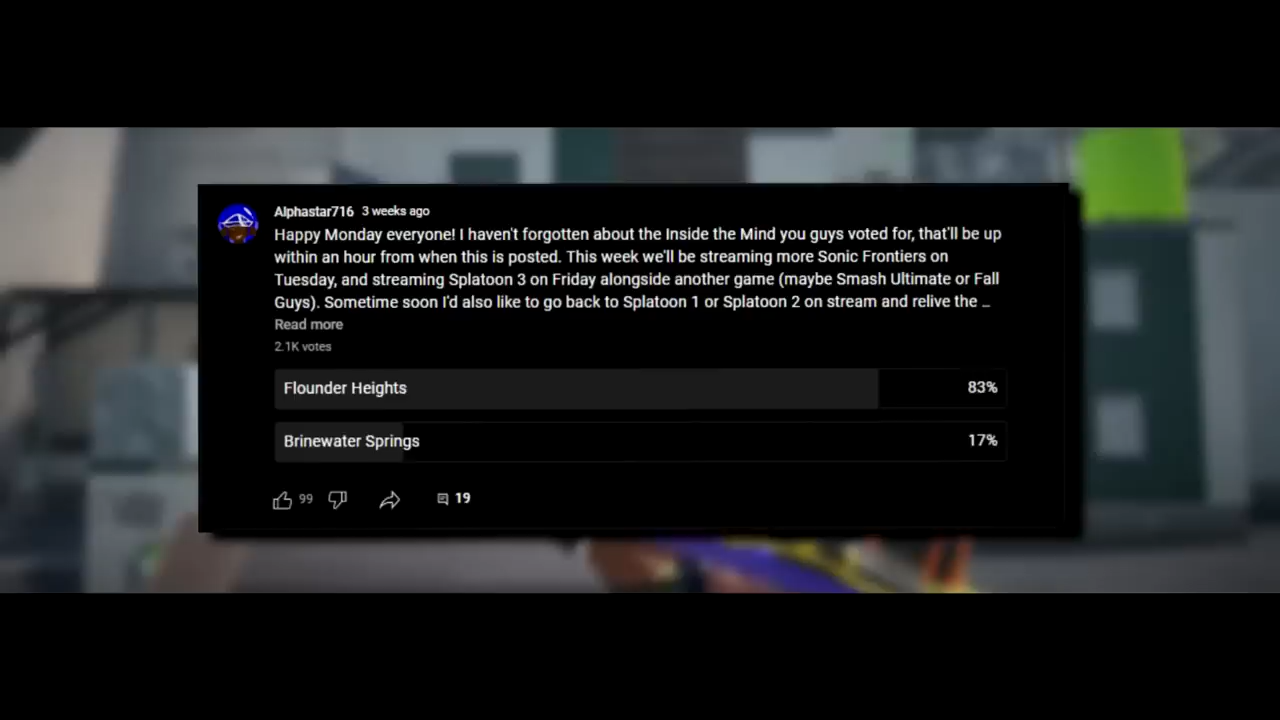 Alphastar716 3 weeks ago
Happy Monday everyone! I haven't forgotten about the Inside the Mind you guys voted for, that'll be up
within an hour from when this is posted. This week we'll be streaming more Sonic Frontiers on
Tuesday, and streaming Splatoon 3 on Friday alongside another game (maybe Smash Ultimate or Fall
Guys). Sometime soon I'd also like to go back to Splatoon 1 or Splatoon 2 on stream and relive the ...
Read more
2.1K votes
Flounder Heights 83%
Brinewater Springs 17%
99 19